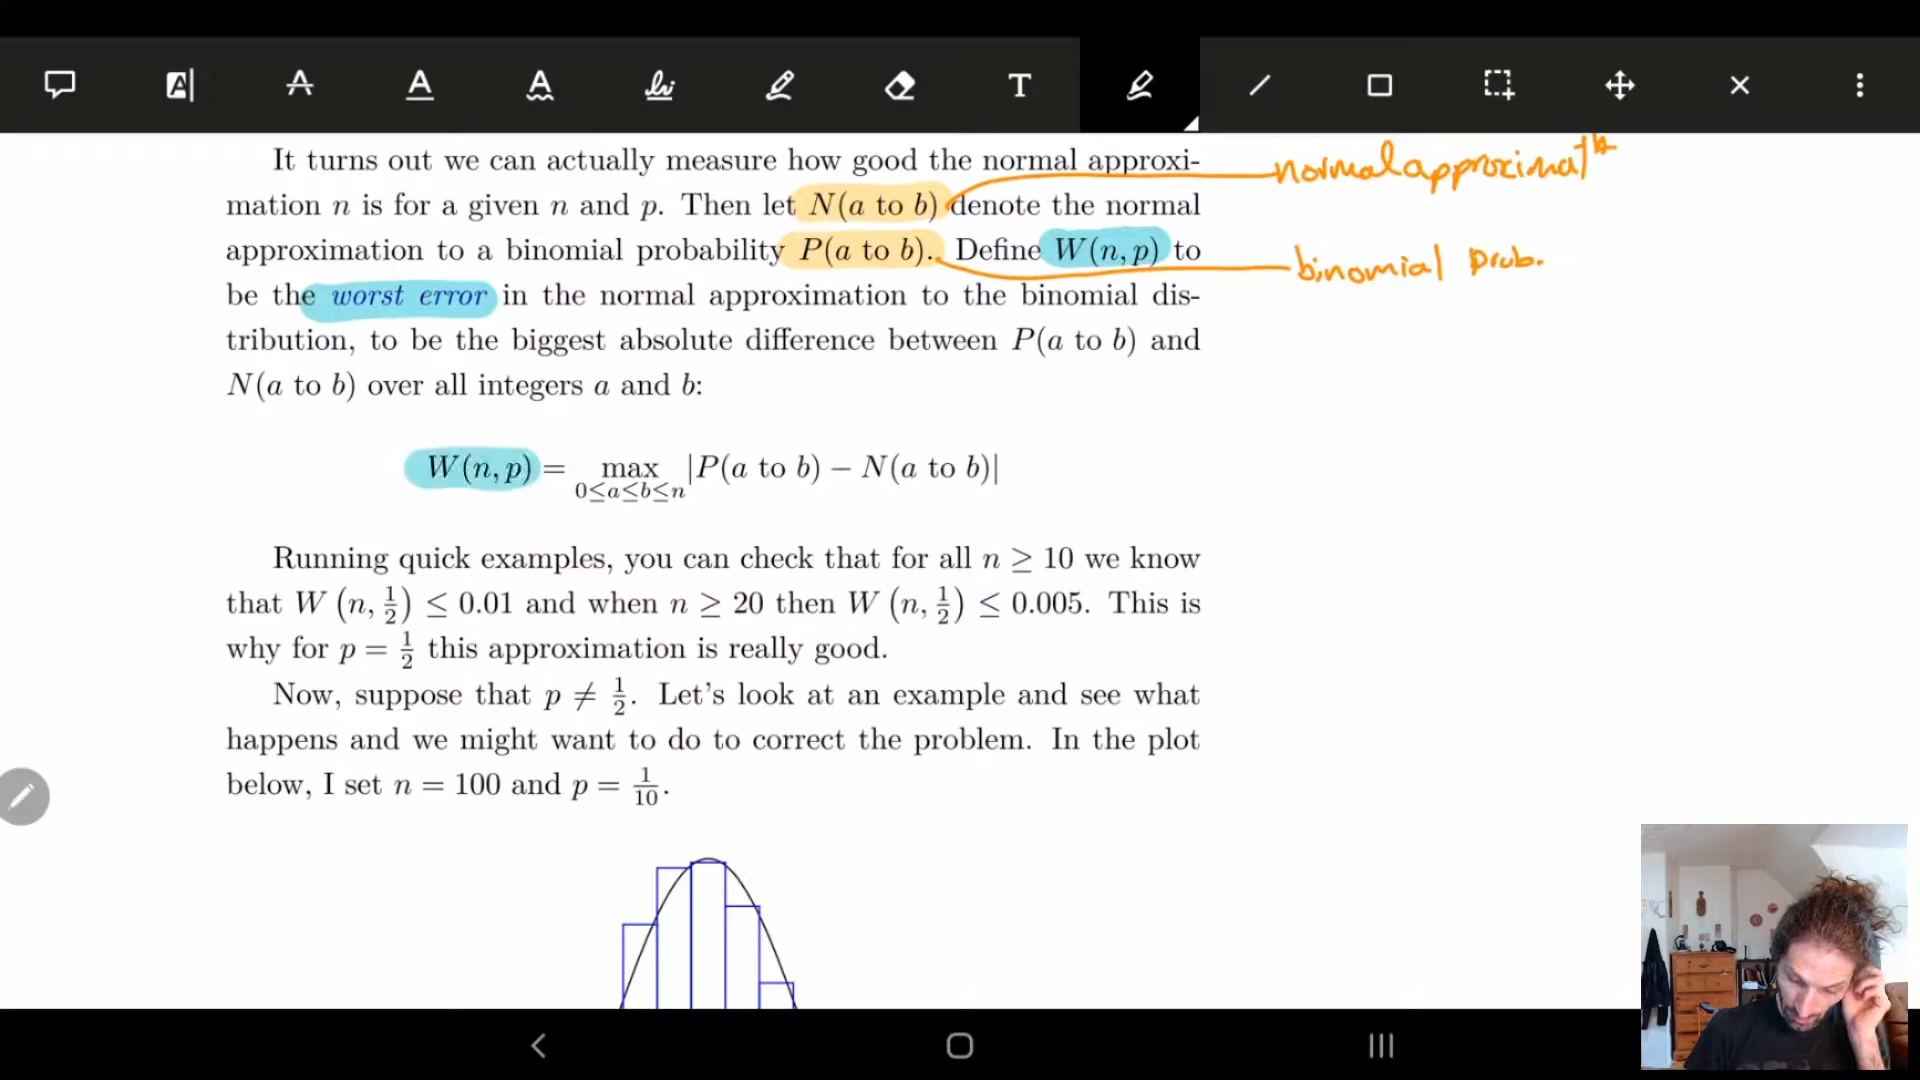 It turns out we can actually measure how good the normal approxi-
mation n is for a given n and p. Then let N(a to b) denote the normal
approximation to a binomial probability P(a to b). Define W(n, p) to
be the worst error in the normal approximation to the binomial dis-
tribution, to be the biggest absolute difference between P(a to b) and
N(a to b) over all integers a and b:
W(n, p) = max |P(a to b) − N(a to b)|
0≤a≤b≤n
Running quick examples, you can check that for all n ≥ 10 we know
that W (n, 1/2) ≤ 0.01 and when n ≥ 20 then W (n, 1/2) ≤ 0.005. This is
why for p = 1/2 this approximation is really good.
Now, suppose that p ≠ 1/2. Let's look at an example and see what
happens and we might want to do to correct the problem. In the plot
below, I set n = 100 and p = 1/10.
normal
binomial prob.